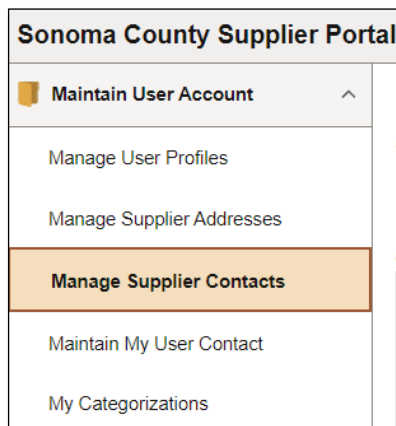 Sonoma County Supplier Portal
Maintain User Account
Manage User Profiles
Manage Supplier Addresses
Manage Supplier Contacts
Maintain My User Contact
My Categorizations